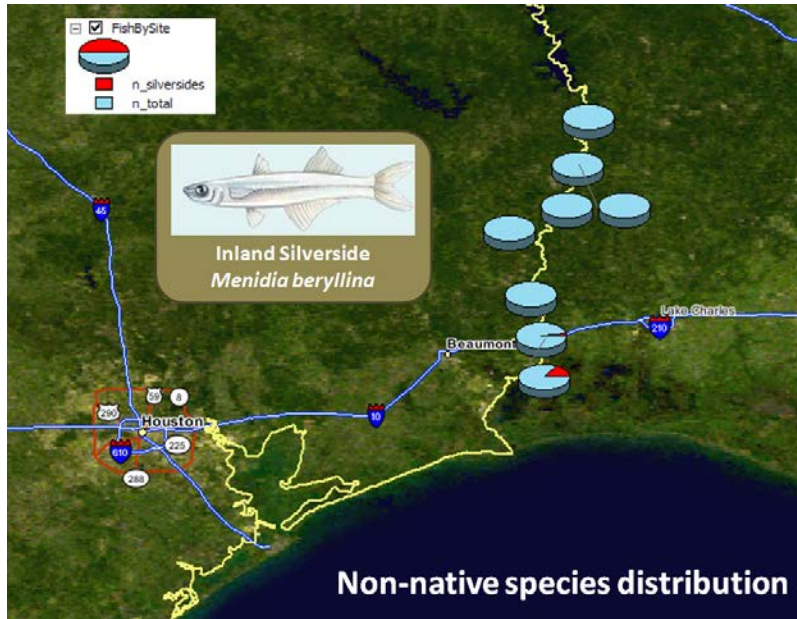 FishBySite
n_silversides
n_total
Inland Silverside
Menidia beryllina
45
Lake Charles
210
Beaumont
59
8
290
Houston
10
610
225
288
Non-native species distribution